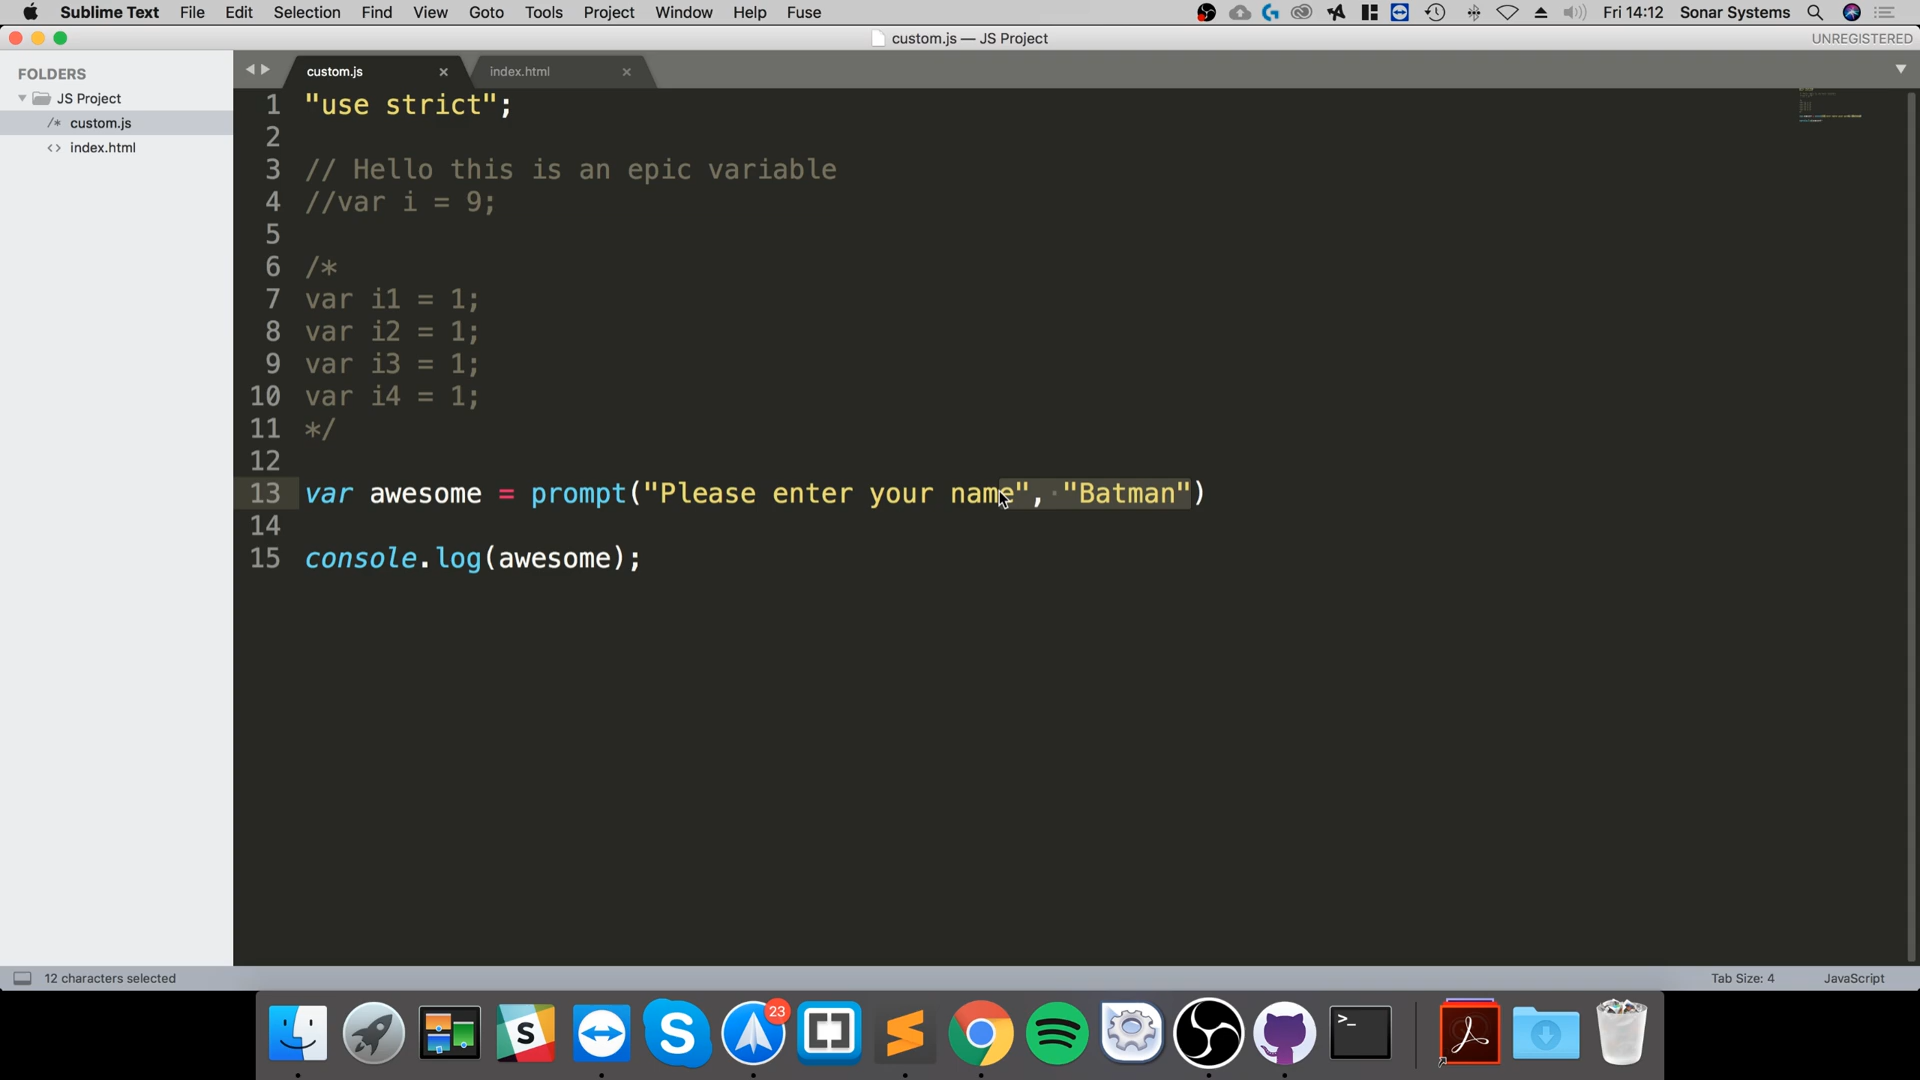 Sublime Text File Edit Selection Find View Goto Tools Project Window Help Fuse Fri 14:12 Sonar Systems
custom.js — JS Project UNREGISTERED
FOLDERS
JS Project
/* custom.js
<> index.html
custom.js × index.html ×
1 "use strict";
2
3 // Hello this is an epic variable
4 //var i = 9;
5
6 /*
7 var i1 = 1;
8 var i2 = 1;
9 var i3 = 1;
10 var i4 = 1;
11 */
12
13 var awesome = prompt("Please enter your name", "Batman")
14
15 console.log(awesome);
12 characters selected Tab Size: 4 JavaScript
23